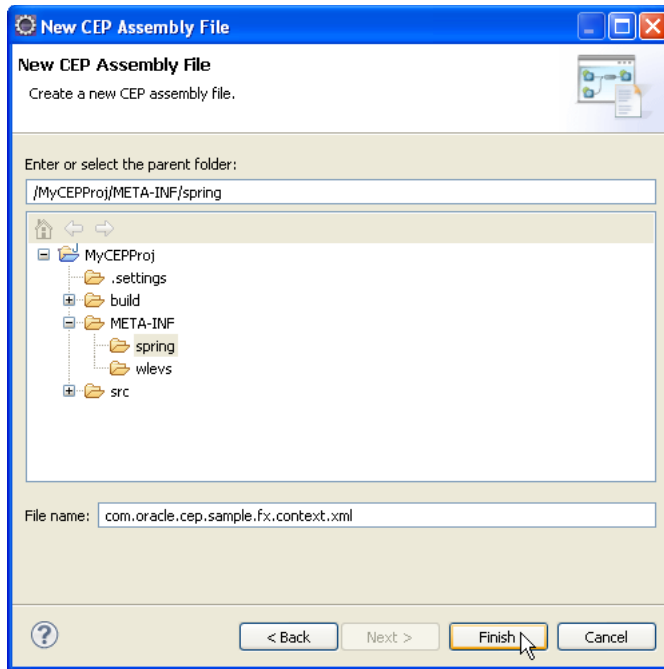 New CEP Assembly File
New CEP Assembly File
Create a new CEP assembly file.
Enter or select the parent folder:
/MyCEPProj/META-INF/spring
MyCEPProj
.settings
build
META-INF
spring
wlevs
src
File name: com.oracle.cep.sample.fx.context.xml
? < Back Next > Finish Cancel